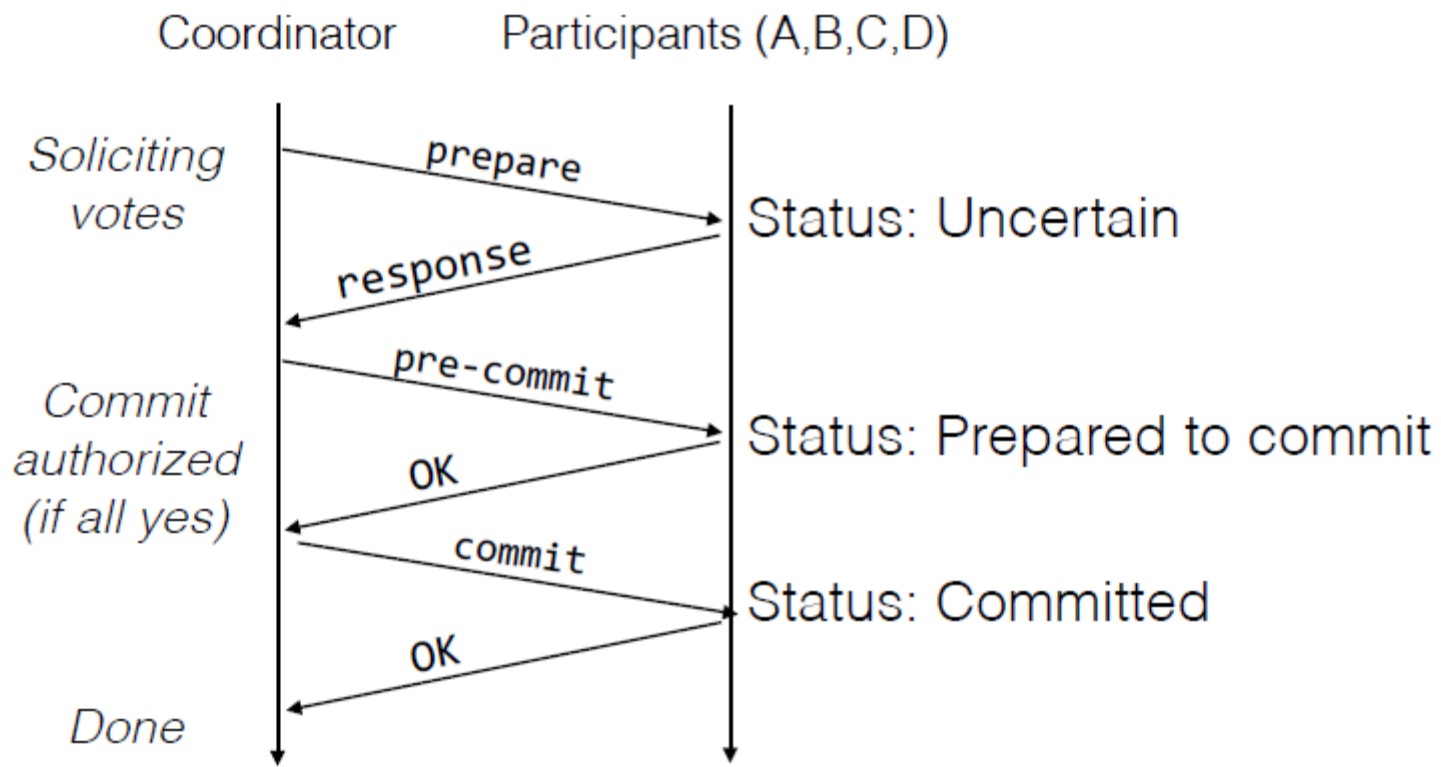 Coordinator
Participants (A,B,C,D)
Soliciting
votes
prepare
Status: Uncertain
response
pre-commit
Commit
authorized
(if all yes)
Status: Prepared to commit
OK
commit
Status: Committed
OK
Done